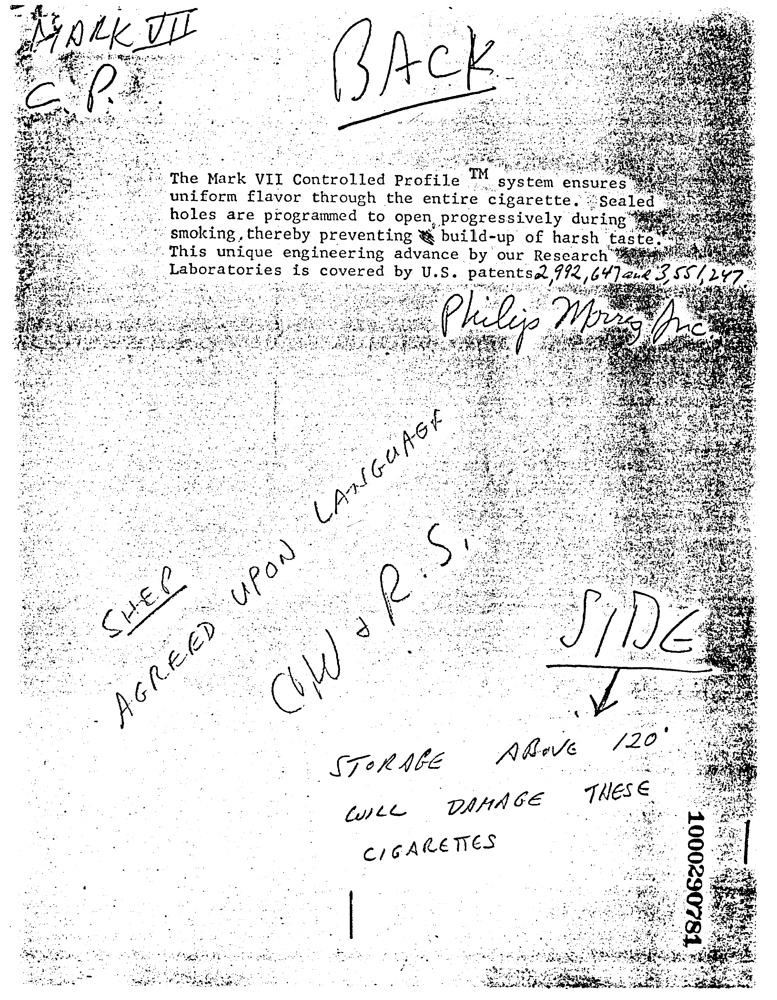 MARK VII
C. P.
BACK
The Mark VII Controlled Profile TM system ensures
uniform flavor through the entire cigarette. Sealed
holes are programmed to open progressively during
smoking, thereby preventing build-up of harsh taste.
This unique engineering advance by our Research
Laboratories is covered by U.S. patents 2,992,647 and 3,551,247.
Philip Morris Inc.
SHEP
AGREED UPON LANGUAGE
& R.S.
SIDE
STORAGE ABOVE 120°
WILL DAMAGE THESE
CIGARETTES
1000290781